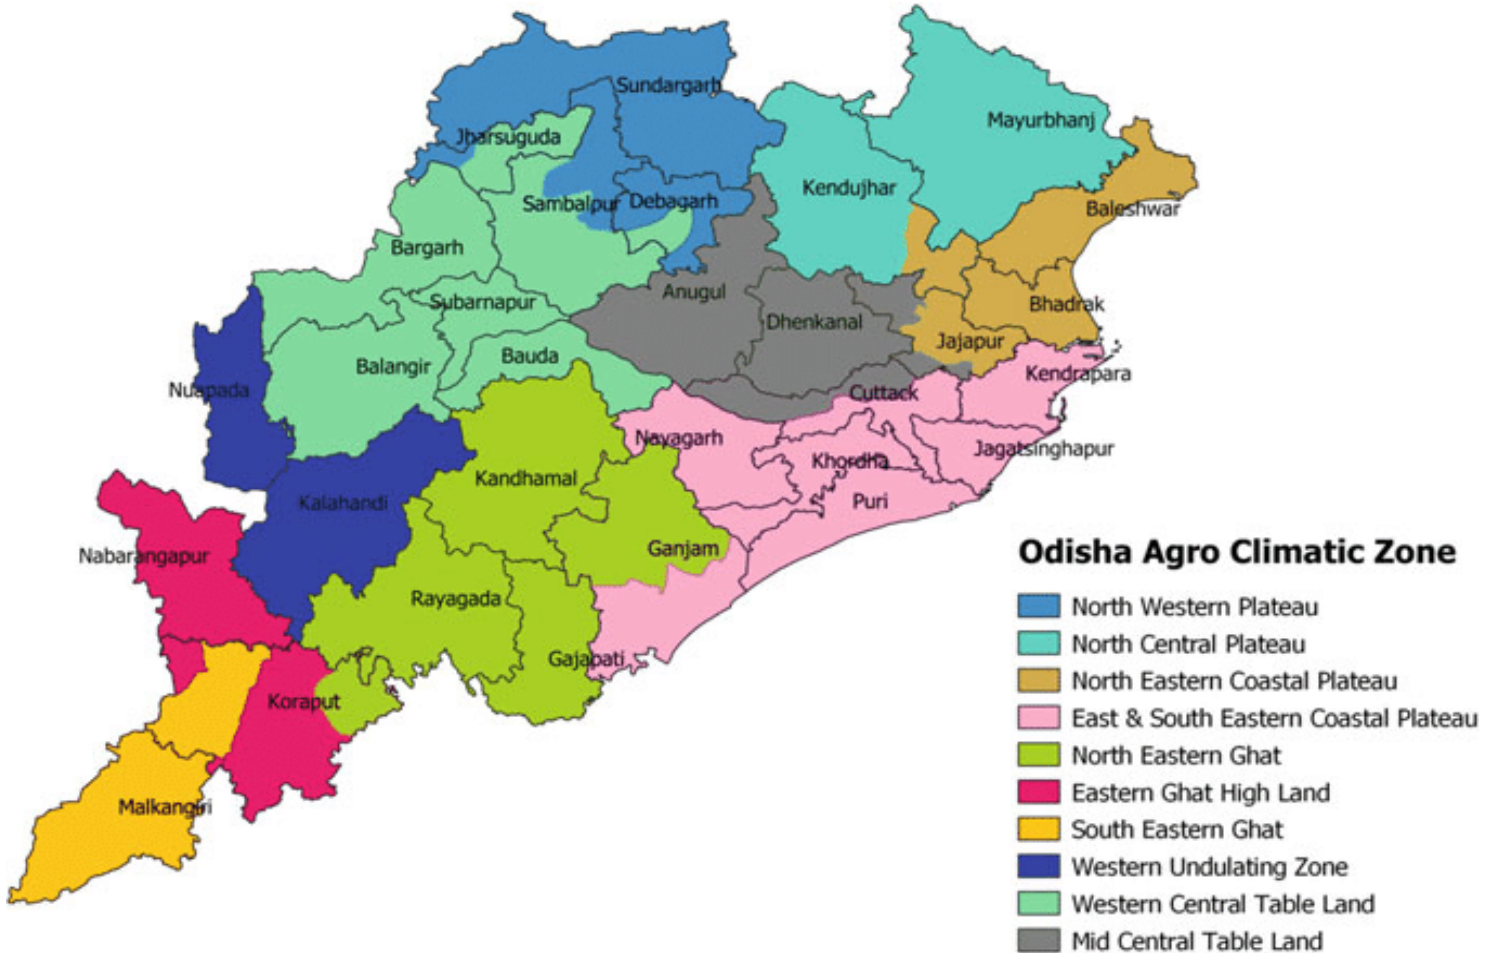 Sundargarh
Mayurbhanj
Jharsuguda
Kendujhar
Sambalpur
Debagarh
Baleshwar
Bargarh
Anugul
Subarnapur
Bhadrak
Dhenkanal
Jajapur
Bauda
Balangir
Kendrapara
Nuapada
Cuttack
Nayagarh
Jagatsinghapur
Khordha
Kandhamal
Puri
Kalahandi
Ganjam
Nabarangapur
Rayagada
Gajapati
Koraput
Malkangiri
Odisha Agro Climatic Zone
North Western Plateau
North Central Plateau
North Eastern Coastal Plateau
East & South Eastern Coastal Plateau
North Eastern Ghat
Eastern Ghat High Land
South Eastern Ghat
Western Undulating Zone
Western Central Table Land
Mid Central Table Land